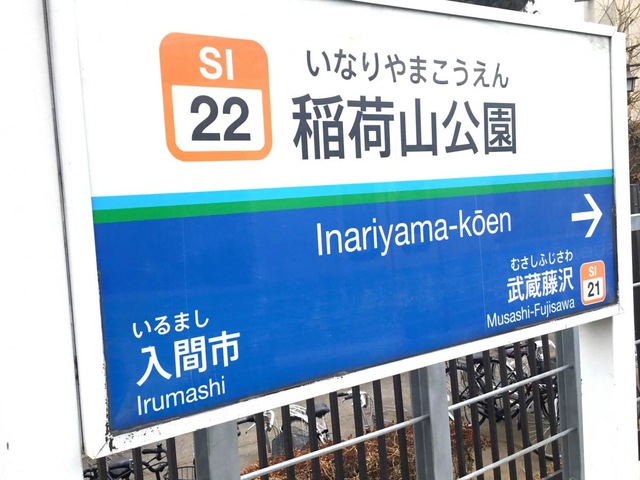 SI
22
いなりやまこうえん
稲荷山公園
Inariyama-kōen
→
むさしふじさわ
武蔵藤沢
Musashi-Fujisawa
SI
21
いるまし
入間市
Irumashi